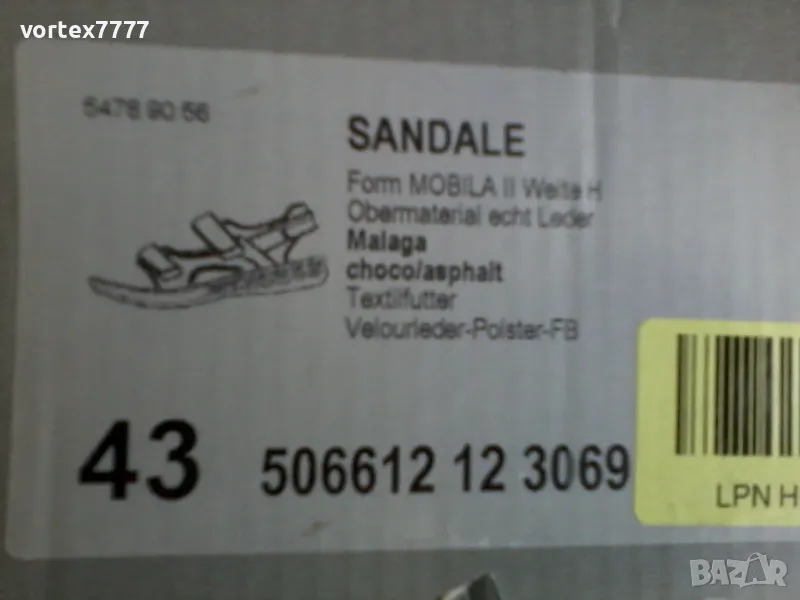 vortex7777
5478 90 56
SANDALE
Form MOBILA II Weite H
Obermaterial echt Leder
Malaga
choco/asphalt
Textilfutter
Velourleder-Polster-FB
43
506612 12 3069
LPN H
BAZAR